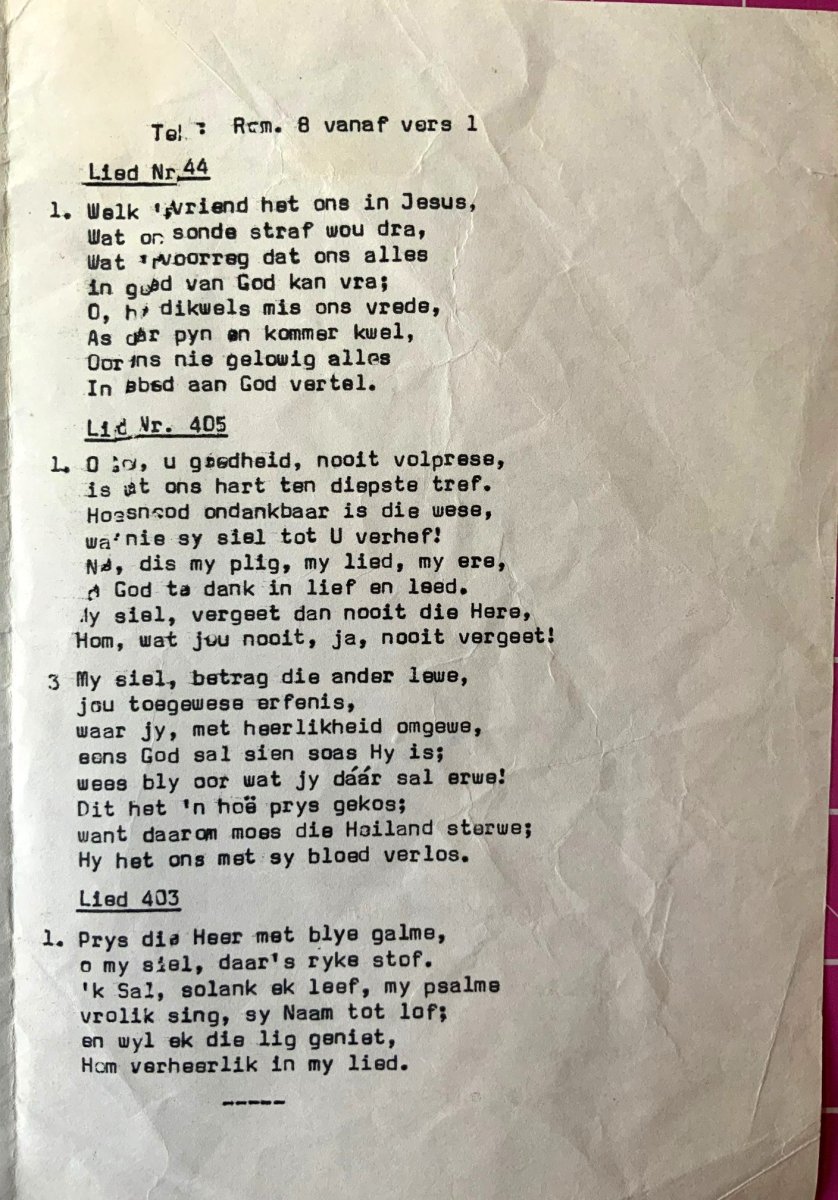 Rom. 8 vanaf vers 1
Lied Nr. 44
1. Welk 'n vriend het ons in Jesus,
Wat sonde straf wou dra,
Wat 'n voorreg dat ons alles
in van God kan vra;
O, dikwels mis ons vrede,
As pyn en kommer kwel,
Oor ons nie gelowig alles
In gebed aan God vertel.
Lied Nr. 405
1. O u goedheid, nooit volprese,
is ons hart ten diepste tref.
ondankbaar is die wese,
nie sy siel tot U verhef!
dis my plig, my lied, my ere,
God te dank in lief en leed.
My siel, vergeet dan nooit die Here,
Hom, wat jou nooit, ja, nooit vergeet!
3 My siel, betrag die ander lewe,
jou toegewese erfenis,
waar jy, met heerlikheid omgewe,
eens God sal sien soas Hy is;
wees bly oor wat jy dáár sal erwe!
Dit het 'n hoë prys gekos;
want daarom moes die Heiland sterwe;
Hy het ons met sy bloed verlos.
Lied 403
1. Prys die Heer met blye galme,
o my siel, daar's ryke stof.
'k Sal, solank ek leef, my psalme
vrolik sing, sy Naam tot lof;
en wyl ek die lig geniet,
Hom verheerlik in my lied.
-----